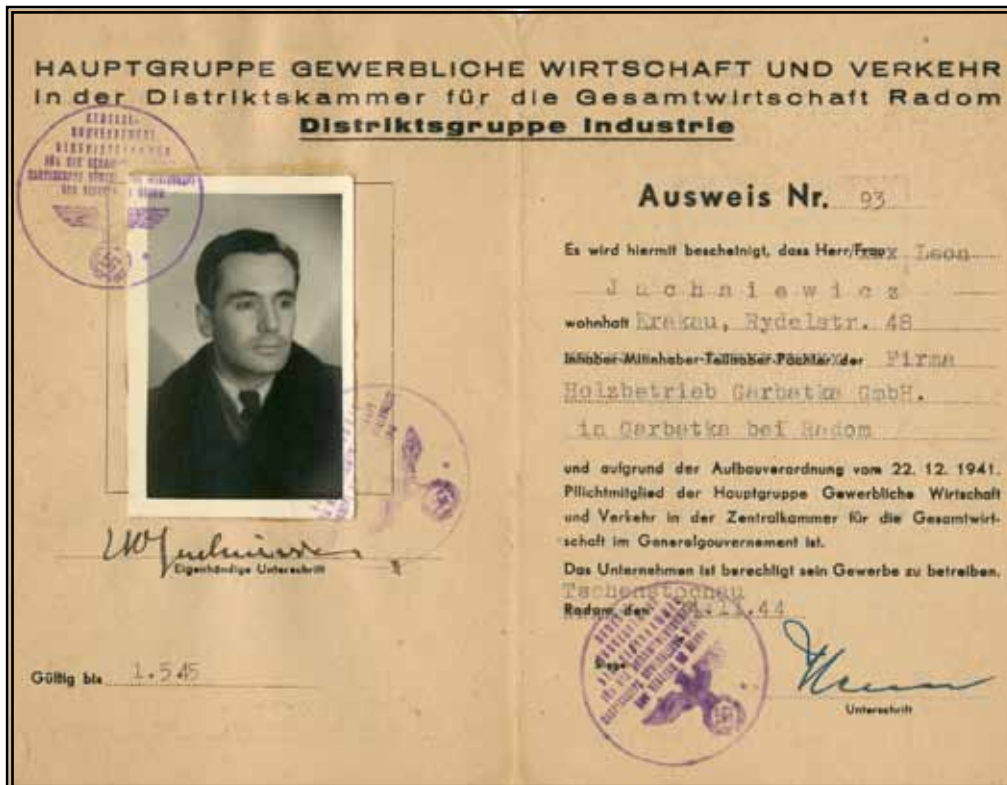 HAUPTGRUPPE GEWERBLICHE WIRTSCHAFT UND VERKEHR
in der Distriktskammer für die Gesamtwirtschaft Radom
Distriktsgruppe Industrie
Eigenhändige Unterschrift
Gültig bis 1.5.45
Ausweis Nr. 93
Es wird hiermit bescheinigt, dass Herr/Frau Leon
Juchniewicz
wohnhaft Krakau, Rydelstr. 48
Inhaber-Mitinhaber-Teilhaber-Pächter der Firma
Holzbetrieb Garbatka GmbH.
in Garbatka bei Radom
und aufgrund der Aufbauverordnung vom 22. 12. 1941.
Pflichtmitglied der Hauptgruppe Gewerbliche Wirtschaft
und Verkehr in der Zentralkammer für die Gesamtwirt-
schaft im Generalgouvernement ist.
Das Unternehmen ist berechtigt sein Gewerbe zu betreiben.
Tschenstochau
Radom, den .11.44
Unterschrift